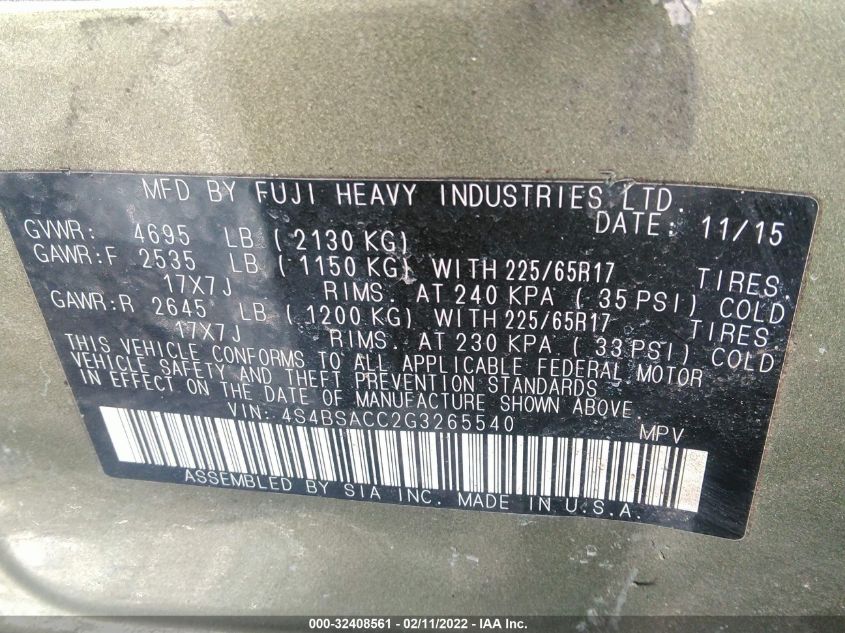 MFD BY FUJI HEAVY INDUSTRIES LTD.
DATE: 11/15
GVWR: 4695 LB ( 2130 KG)
GAWR:F 2535 LB ( 1150 KG) WITH 225/65R17 TIRES,
17X7J RIMS. AT 240 KPA ( 35 PSI) COLD
GAWR:R 2645 LB ( 1200 KG) WITH 225/65R17 TIRES
17X7J RIMS. AT 230 KPA ( 33 PSI) COLD
THIS VEHICLE CONFORMS TO ALL APPLICABLE FEDERAL MOTOR
VEHICLE SAFETY AND THEFT PREVENTION STANDARDS
IN EFFECT ON THE DATE OF MANUFACTURE SHOWN ABOVE.
VIN: 4S4BSACC2G3265540 MPV
ASSEMBLED BY SIA INC. MADE IN U.S.A.
000-32408561 - 02/11/2022 - IAA Inc.